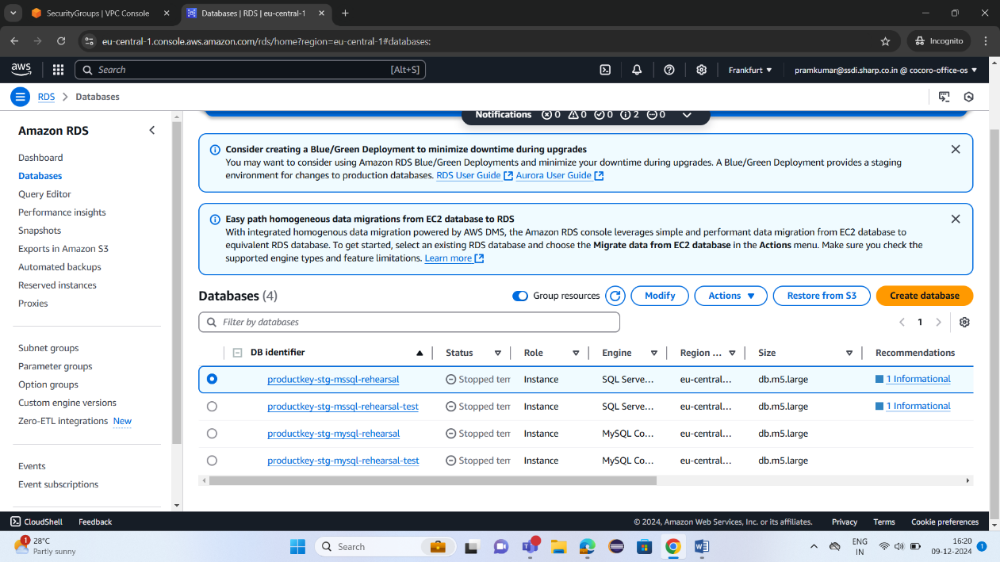 SecurityGroups | VPC Console
Databases | RDS | eu-central-1
eu-central-1.console.aws.amazon.com/rds/home?region=eu-central-1#databases:
Incognito
aws
Search
[Alt+S]
Frankfurt
pramkumar@ssdi.sharp.co.in @ cocoro-office-os
RDS
Databases
Amazon RDS
Dashboard
Databases
Query Editor
Performance insights
Snapshots
Exports in Amazon S3
Automated backups
Reserved instances
Proxies
Subnet groups
Parameter groups
Option groups
Custom engine versions
Zero-ETL integrations New
Events
Event subscriptions
Notifications 0 0 0 2 0
Consider creating a Blue/Green Deployment to minimize downtime during upgrades
You may want to consider using Amazon RDS Blue/Green Deployments and minimize your downtime during upgrades. A Blue/Green Deployment provides a staging
environment for changes to production databases. RDS User Guide Aurora User Guide
Easy path homogeneous data migrations from EC2 database to RDS
With integrated homogenous data migration powered by AWS DMS, the Amazon RDS console leverages simple and performant data migration from EC2 database to
equivalent RDS database. To get started, select an existing RDS database and choose the Migrate data from EC2 database in the Actions menu. Make sure you check the
supported engine types and feature limitations. Learn more
Databases (4)
Group resources
Modify
Actions
Restore from S3
Create database
Filter by databases
1
DB identifier Status Role Engine Region ... Size Recommendations
productkey-stg-mssql-rehearsal Stopped tem Instance SQL Serve... eu-central... db.m5.large 1 Informational
productkey-stg-mssql-rehearsal-test Stopped tem Instance SQL Serve... eu-central... db.m5.large 1 Informational
productkey-stg-mysql-rehearsal Stopped tem Instance MySQL Co... eu-central... db.m5.large
productkey-stg-mysql-rehearsal-test Stopped tem Instance MySQL Co... eu-central... db.m5.large
CloudShell Feedback © 2024, Amazon Web Services, Inc. or its affiliates. Privacy Terms Cookie preferences
1
28°C
Partly sunny
Search
ENG
IN
16:20
09-12-2024
1